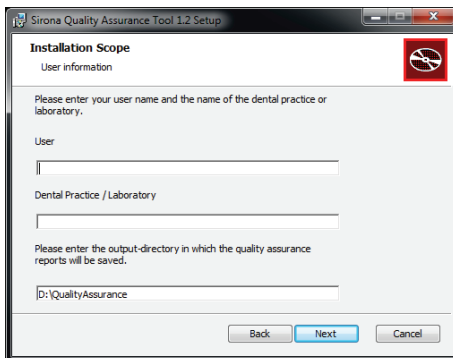 Sirona Quality Assurance Tool 1.2 Setup
Installation Scope
User information
Please enter your user name and the name of the dental practice or
laboratory.
User
Dental Practice / Laboratory
Please enter the output-directory in which the quality assurance
reports will be saved.
D:\QualityAssurance
Back Next Cancel